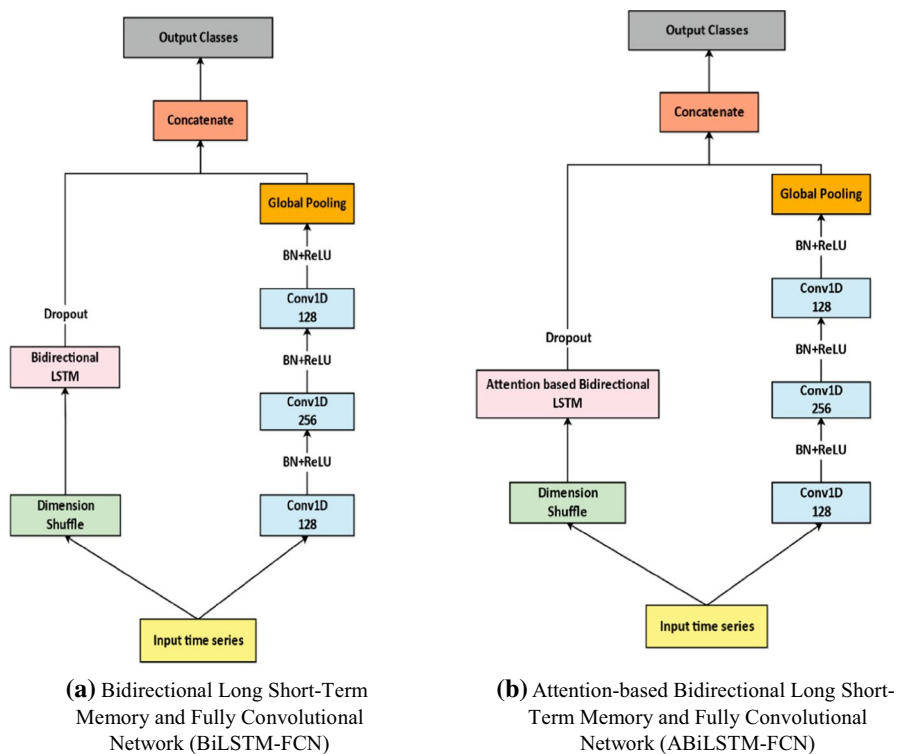 Output Classes
Concatenate
Global Pooling
BN+ReLU
Conv1D
128
Dropout
BN+ReLU
Bidirectional
LSTM
Conv1D
256
BN+ReLU
Dimension
Shuffle
Conv1D
128
Input time series
(a) Bidirectional Long Short-Term
Memory and Fully Convolutional
Network (BiLSTM-FCN)
Output Classes
Concatenate
Global Pooling
BN+ReLU
Conv1D
128
Dropout
BN+ReLU
Attention based Bidirectional
LSTM
Conv1D
256
BN+ReLU
Dimension
Shuffle
Conv1D
128
Input time series
(b) Attention-based Bidirectional Long Short-
Term Memory and Fully Convolutional
Network (ABiLSTM-FCN)